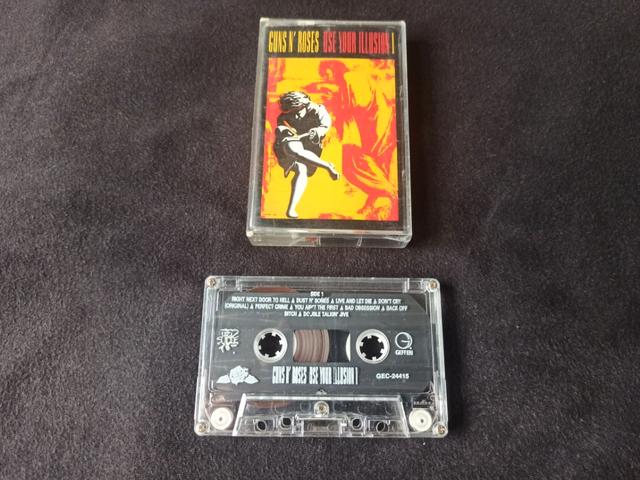 GUNS N' ROSES USE YOUR ILLUSION I
SIDE 1
RIGHT NEXT DOOR TO HELL ▲ DUST N' BONES ▲ LIVE AND LET DIE ▲ DON'T CRY
(ORIGINAL) ▲ PERFECT CRIME ▲ YOU AIN'T THE FIRST ▲ BAD OBSESSION ▲ BACK OFF
BITCH ▲ DOUBLE TALKIN' JIVE
G
GEFFEN
GUNS N' ROSES USE YOUR ILLUSION I
GEC-24415